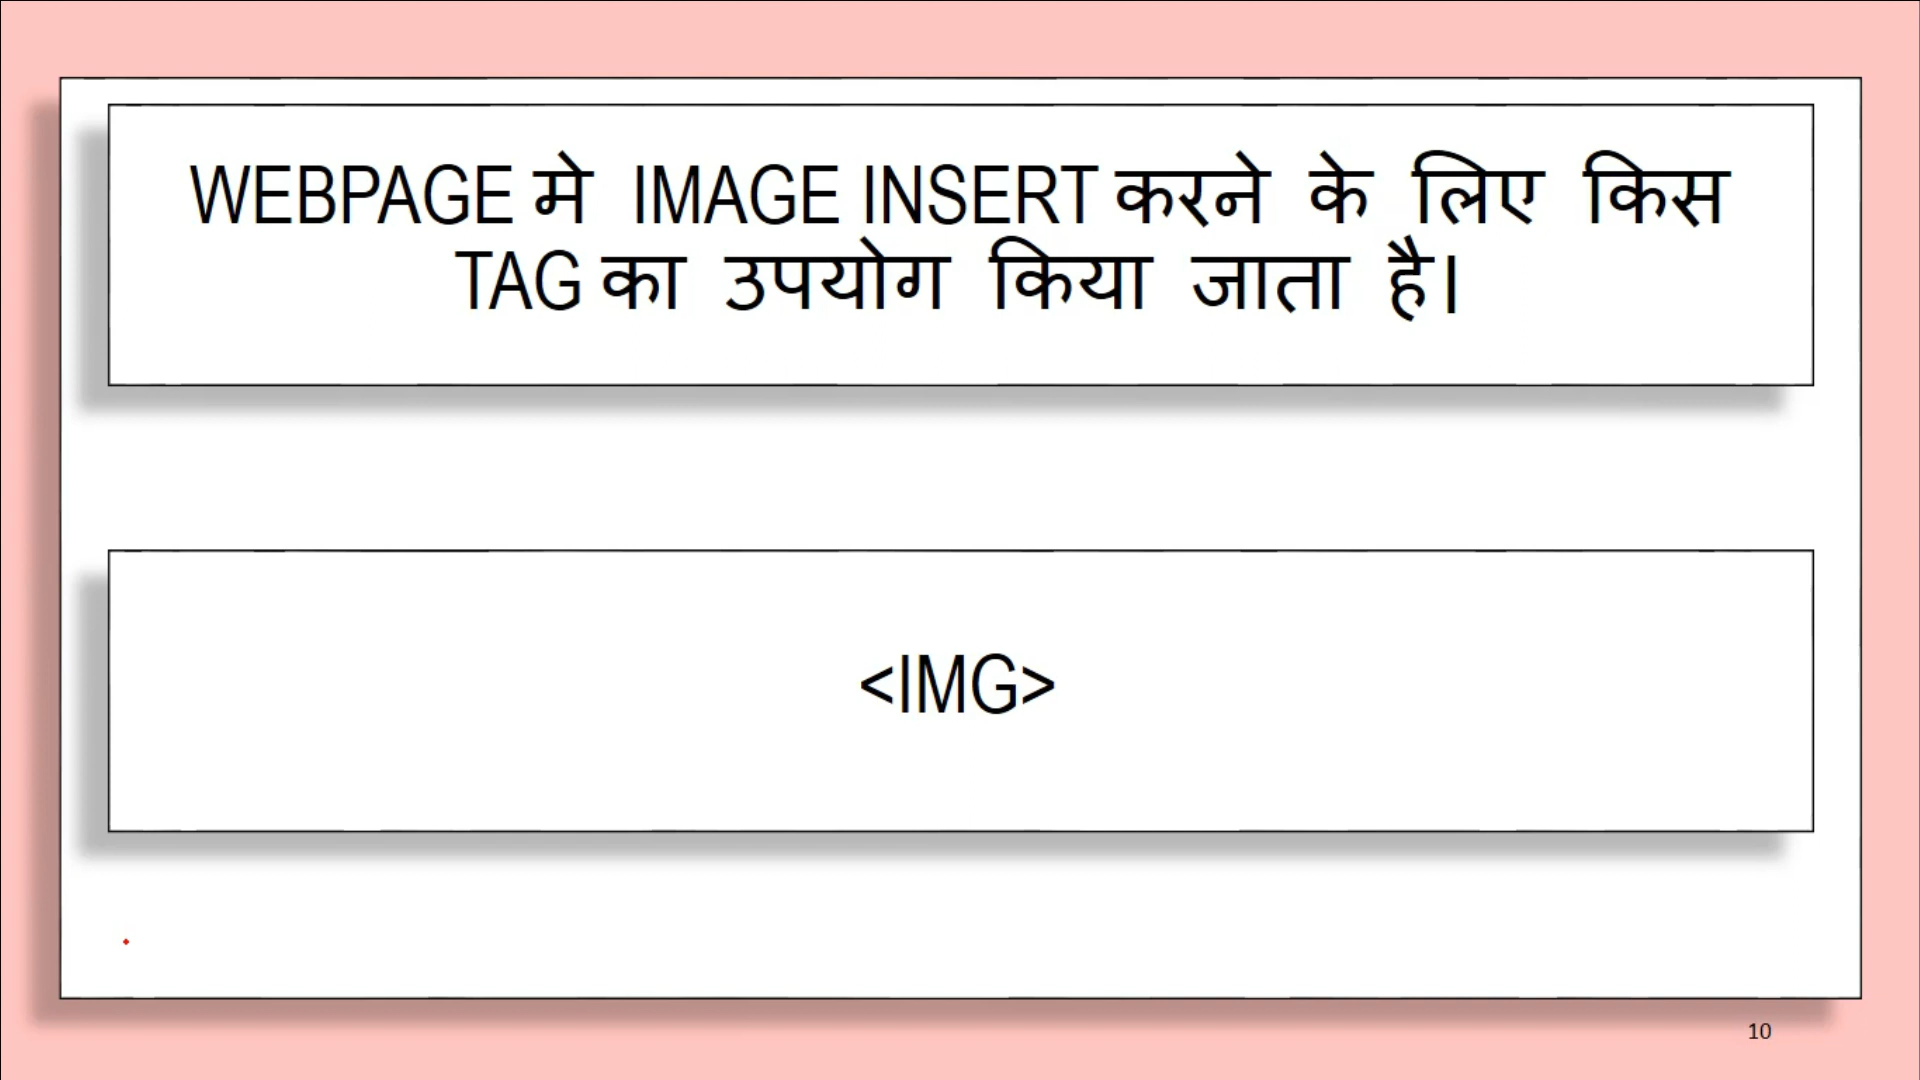 WEBPAGE मे IMAGE INSERT करने के लिए किस
TAG का उपयोग किया जाता है।
<IMG>
10